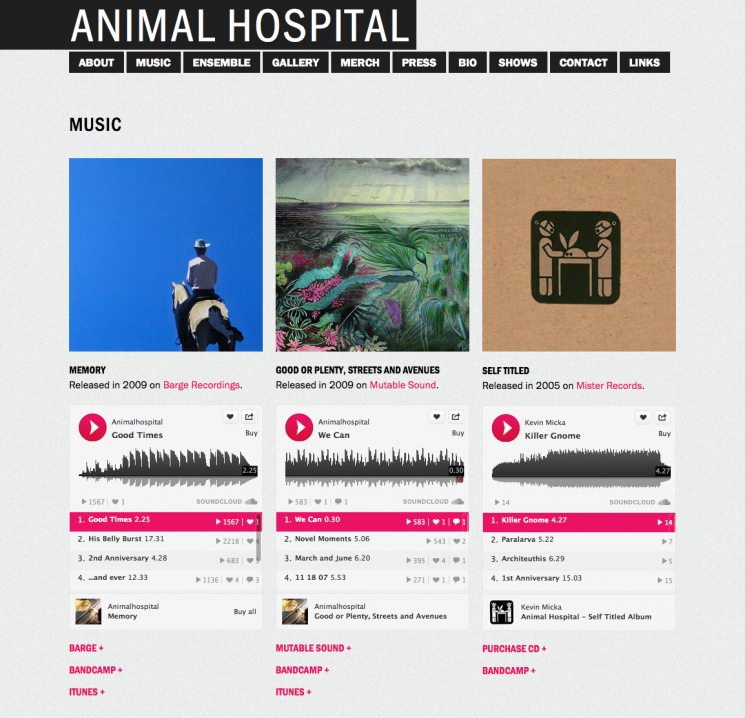 ANIMAL HOSPITAL
ABOUT MUSIC ENSEMBLE GALLERY MERCH PRESS BIO SHOWS CONTACT LINKS
MUSIC
MEMORY
Released in 2009 on Barge Recordings.
Animalhospital
Good Times
Buy
2.25
1567 1
SOUNDCLOUD
1. Good Times 2.25 1567 1
2. His Belly Burst 17.31 2218
3. 2nd Anniversary 4.28 683
4. ...and ever 12.33 1136 4 3
Animalhospital
Memory
Buy all
BARGE +
BANDCAMP +
ITUNES +
GOOD OR PLENTY, STREETS AND AVENUES
Released in 2009 on Mutable Sound.
Animalhospital
We Can
Buy
0.30
583 1 1
SOUNDCLOUD
1. We Can 0.30 583 1 1
2. Novel Moments 5.06 543 2
3. March and June 6.20 395 4 1
4. 11 18 07 5.53 271 1 1
Animalhospital
Good or Plenty, Streets and Avenues
MUTABLE SOUND +
BANDCAMP +
ITUNES +
SELF TITLED
Released in 2005 on Mister Records.
Kevin Micka
Killer Gnome
Buy
4.27
14
SOUNDCLOUD
1. Killer Gnome 4.27 14
2. Paralarva 5.22 7
3. Architeuthis 6.29 5
4. 1st Anniversary 15.03 15
Kevin Micka
Animal Hospital – Self Titled Album
PURCHASE CD +
BANDCAMP +